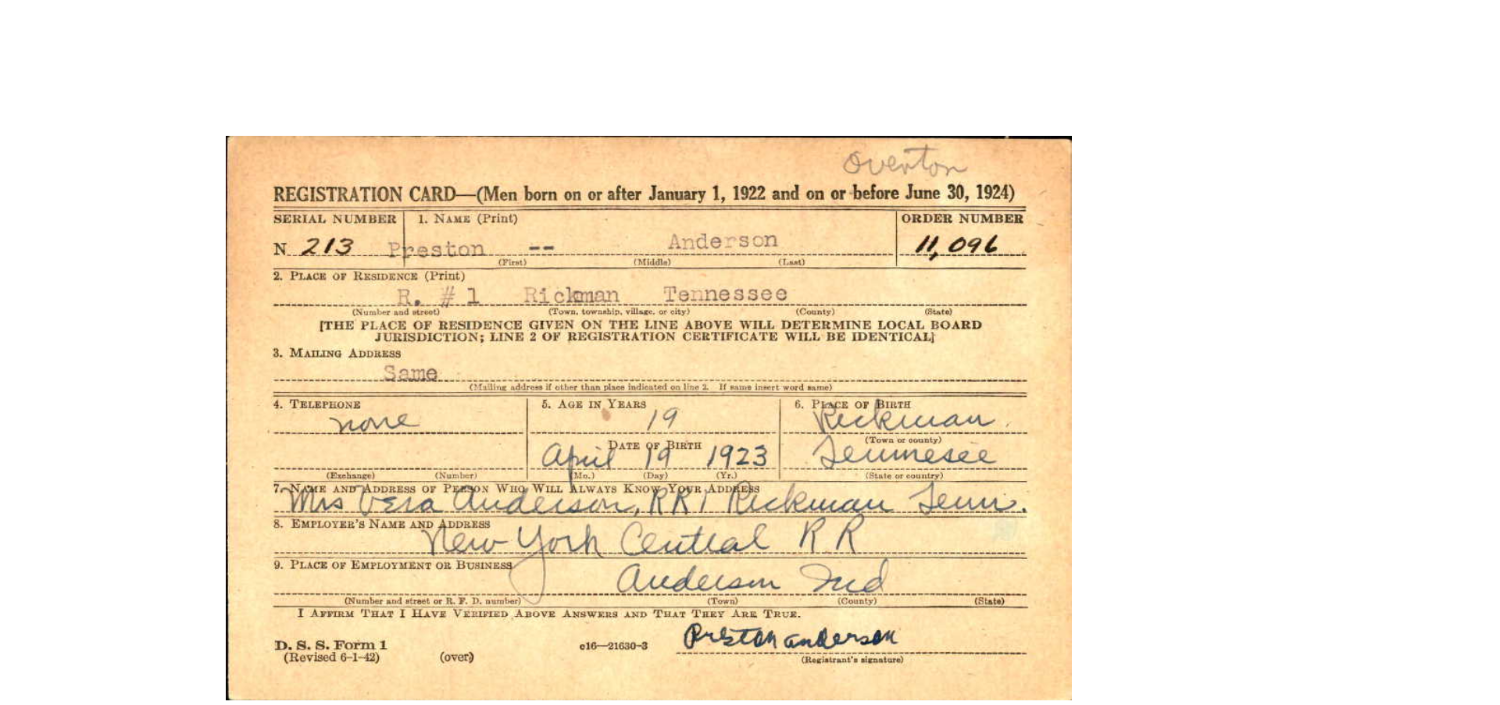 Overton
REGISTRATION CARD—(Men born on or after January 1, 1922 and on or before June 30, 1924)
SERIAL NUMBER 1. NAME (Print) ORDER NUMBER
N 213 Preston -- Anderson 11,096
(First) (Middle) (Last)
2. PLACE OF RESIDENCE (Print)
R. #1 Rickman Tennessee
(Number and street) (Town, township, village, or city) (County) (State)
[THE PLACE OF RESIDENCE GIVEN ON THE LINE ABOVE WILL DETERMINE LOCAL BOARD
JURISDICTION; LINE 2 OF REGISTRATION CERTIFICATE WILL BE IDENTICAL]
3. MAILING ADDRESS
Same
(Mailing address if other than place indicated on line 2. If same insert word same)
4. TELEPHONE 5. AGE IN YEARS 6. PLACE OF BIRTH
none 19 Rickman
DATE OF BIRTH (Town or county)
April 19 1923 Tennesee
(Exchange) (Number) (Mo.) (Day) (Yr.) (State or country)
7. NAME AND ADDRESS OF PERSON WHO WILL ALWAYS KNOW YOUR ADDRESS
Mrs Vera Anderson, RR1 Rickman Tenn.
8. EMPLOYER'S NAME AND ADDRESS
New York Central RR
9. PLACE OF EMPLOYMENT OR BUSINESS
Anderson Ind
(Number and street or R. F. D. number) (Town) (County) (State)
I AFFIRM THAT I HAVE VERIFIED ABOVE ANSWERS AND THAT THEY ARE TRUE.
Preston anderson
D. S. S. Form 1 c16—21630-3
(Revised 6-1-42) (over) (Registrant's signature)